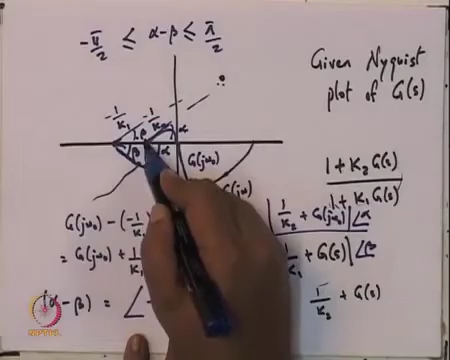 -π/2 ≤ α-β ≤ π/2
Given Nyquist
plot of G(s)
-1/K₁ -1/K₂
β α
β α
G(jω₀)
1 + K₂ G(s)
1 + K₁ G(s)
G(jω₀) - (-1/K₁)
= G(jω₀) + 1/K₁
|1/K₂ + G(jω₀)| ∠α
|1/K₁ + G(s)| ∠β
(α-β) = ∠
1/K₂ + G(s)
NPTEL